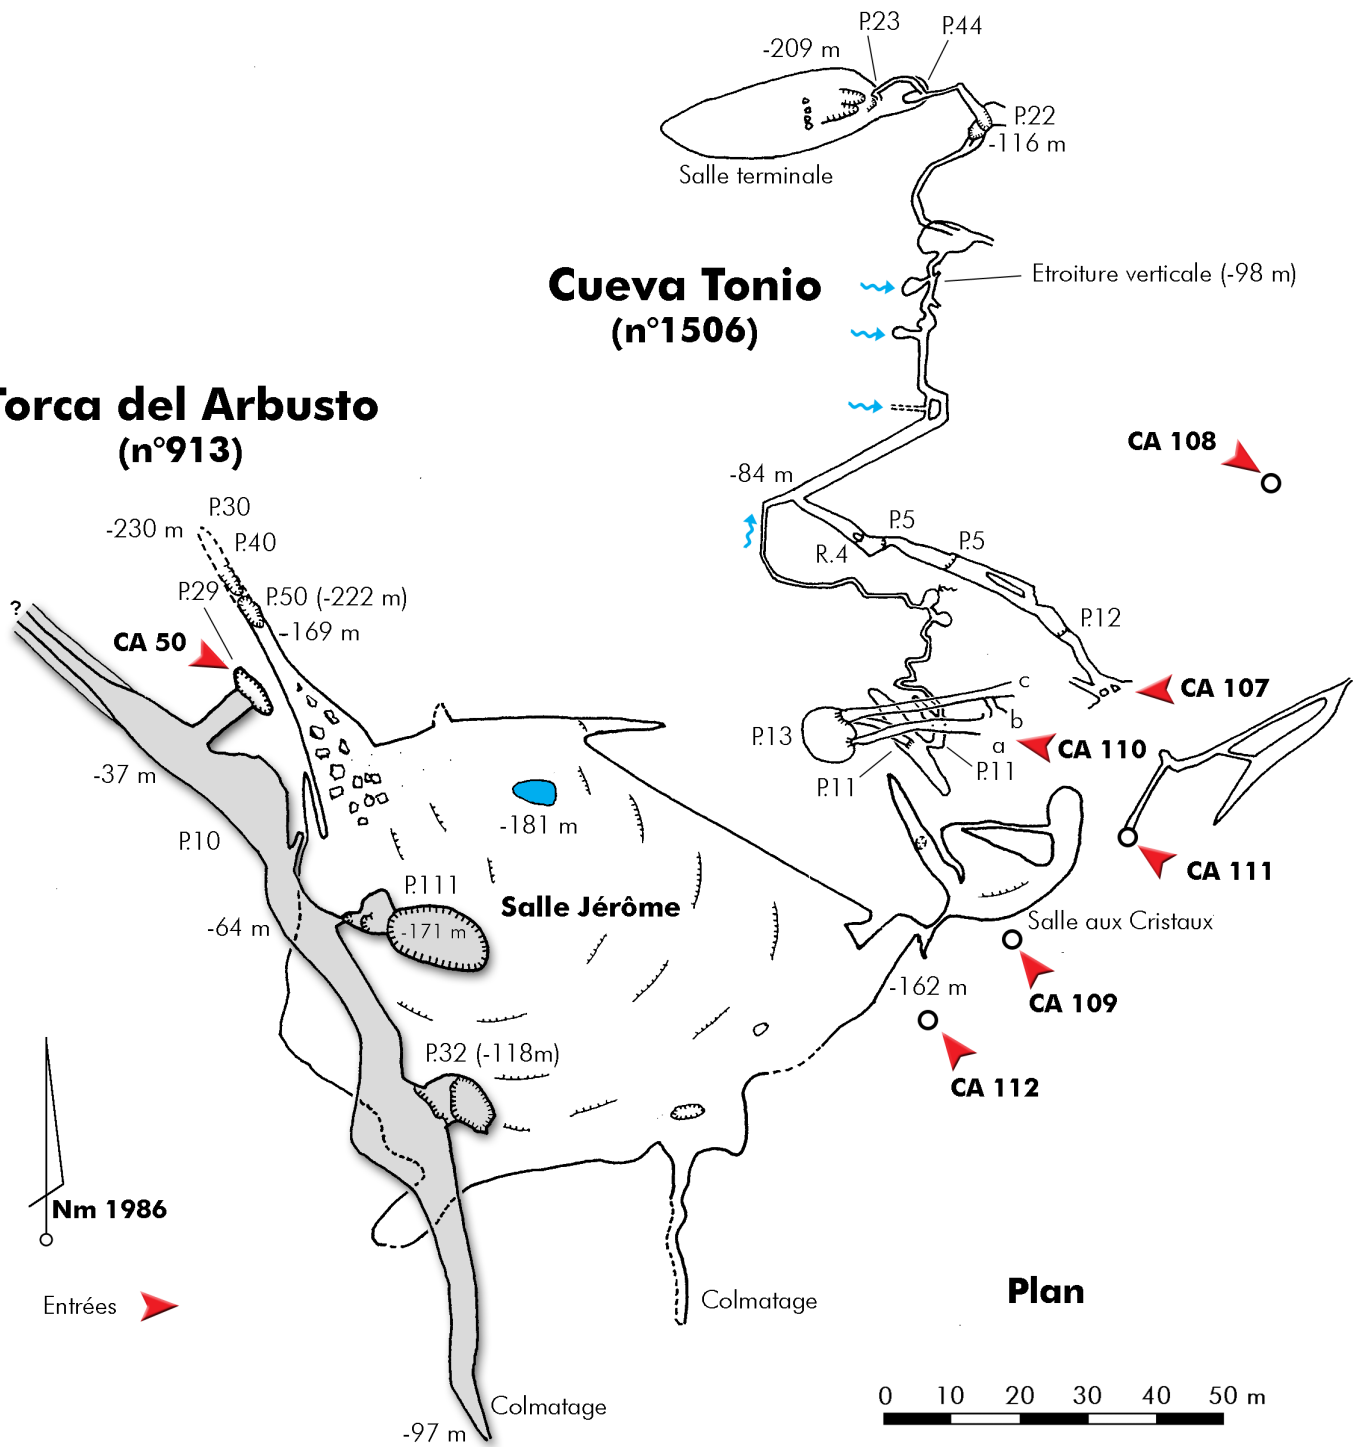 P.23
P.44
-209 m
P.22
-116 m
Salle terminale
Cueva Tonio
(n°1506)
Etroiture verticale (-98 m)
Torca del Arbusto
(n°913)
CA 108
-84 m
P.30
-230 m
P.40
P.5
P.5
R.4
P.29
P.50 (-222 m)
-169 m
?
CA 50
P.12
CA 107
c
b
a
P.13
CA 110
P.11
P.11
-37 m
-181 m
P.10
CA 111
P.111
Salle Jérôme
-171 m
-64 m
Salle aux Cristaux
-162 m
CA 109
P.32 (-118m)
CA 112
Nm 1986
Entrées
Plan
Colmatage
Colmatage
-97 m
0 10 20 30 40 50 m